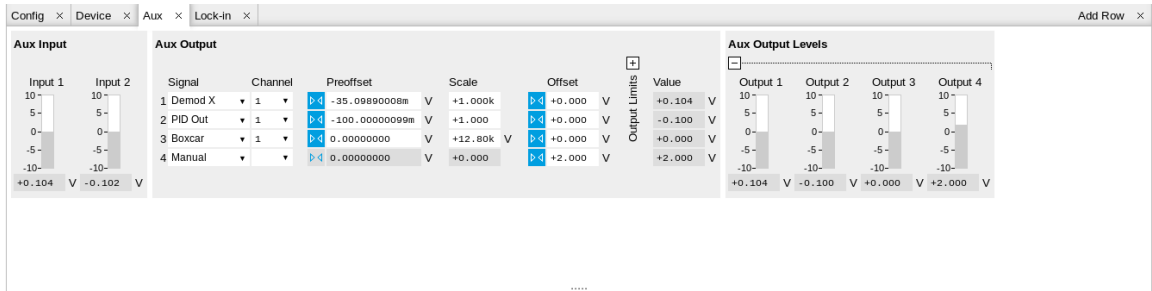 Config × Device × Aux × Lock-in × Add Row ×
Aux Input
Input 1 Input 2
10 10
5 5
0 0
-5 -5
-10 -10
+0.104 V -0.102 V
Aux Output
Signal Channel Preoffset Scale Offset Output Limits + Value
1 Demod X ▾ 1 ▾ -35.09890008m V +1.000k +0.000 V +0.104 V
2 PID Out ▾ 1 ▾ -100.00000099m V +1.000 +0.000 V -0.100 V
3 Boxcar ▾ 1 ▾ 0.00000000 V +12.80k V +0.000 V +0.000 V
4 Manual ▾ ▾ 0.00000000 V +0.000 +2.000 V +2.000 V
Aux Output Levels
−
Output 1 Output 2 Output 3 Output 4
10 10 10 10
5 5 5 5
0 0 0 0
-5 -5 -5 -5
-10 -10 -10 -10
+0.104 V -0.100 V +0.000 V +2.000 V